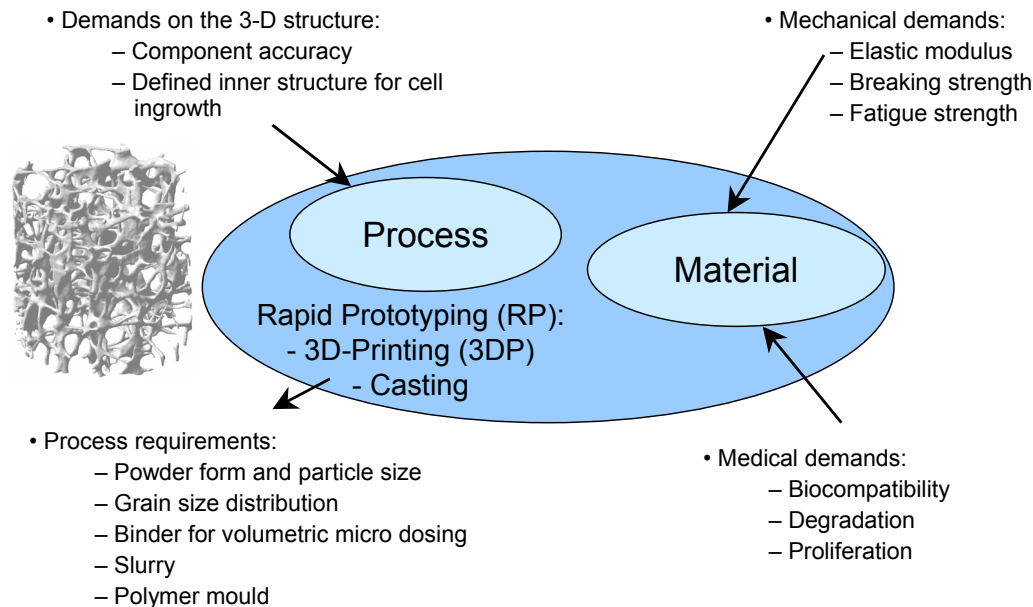 • Demands on the 3-D structure:
– Component accuracy
– Defined inner structure for cell
ingrowth
• Mechanical demands:
– Elastic modulus
– Breaking strength
– Fatigue strength
Process
Material
Rapid Prototyping (RP):
- 3D-Printing (3DP)
- Casting
• Process requirements:
– Powder form and particle size
– Grain size distribution
– Binder for volumetric micro dosing
– Slurry
– Polymer mould
• Medical demands:
– Biocompatibility
– Degradation
– Proliferation